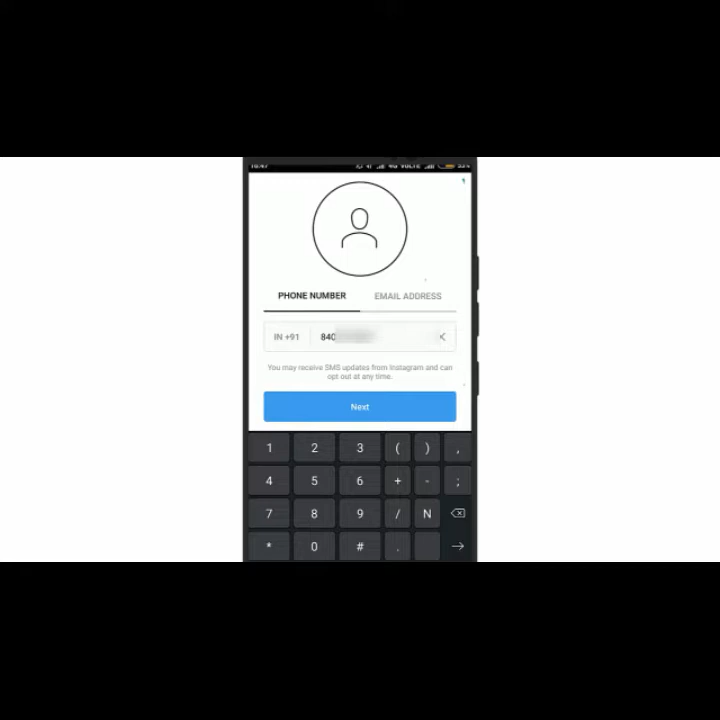 PHONE NUMBER EMAIL ADDRESS
IN +91 840
You may receive SMS updates from Instagram and can
opt out at any time.
Next
1 2 3 ( ) ,
4 5 6 + - ;
7 8 9 / N
* 0 # .